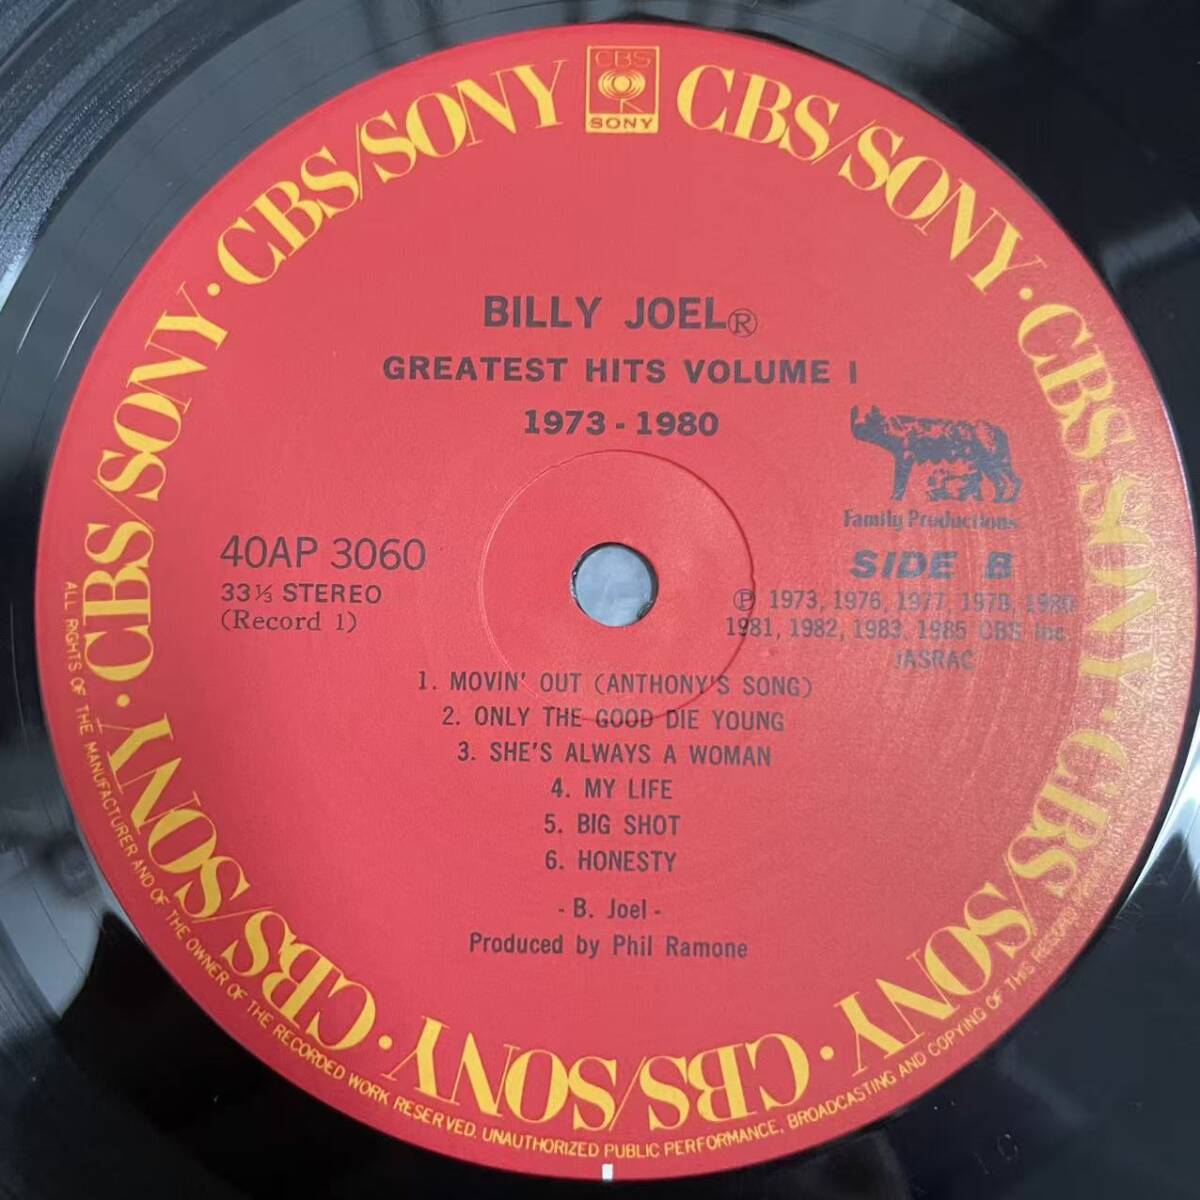 CBS
SONY
CBS/SONY · CBS/SONY · CBS/SONY · CBS/SONY · CBS/SONY · CBS/SONY · CBS/SONY · CBS/SONY
BILLY JOEL®
GREATEST HITS VOLUME I
1973 - 1980
Family Productions
40AP 3060
33⅓ STEREO
(Record 1)
SIDE B
Ⓟ 1973, 1976, 1977, 1978, 1980
1981, 1982, 1983, 1985 CBS Inc.
JASRAC
1. MOVIN' OUT (ANTHONY'S SONG)
2. ONLY THE GOOD DIE YOUNG
3. SHE'S ALWAYS A WOMAN
4. MY LIFE
5. BIG SHOT
6. HONESTY
- B. Joel -
Produced by Phil Ramone
ALL RIGHTS OF THE MANUFACTURER AND OF THE OWNER OF THE RECORDED WORK RESERVED. UNAUTHORIZED PUBLIC PERFORMANCE, BROADCASTING AND COPYING OF THIS RECORD